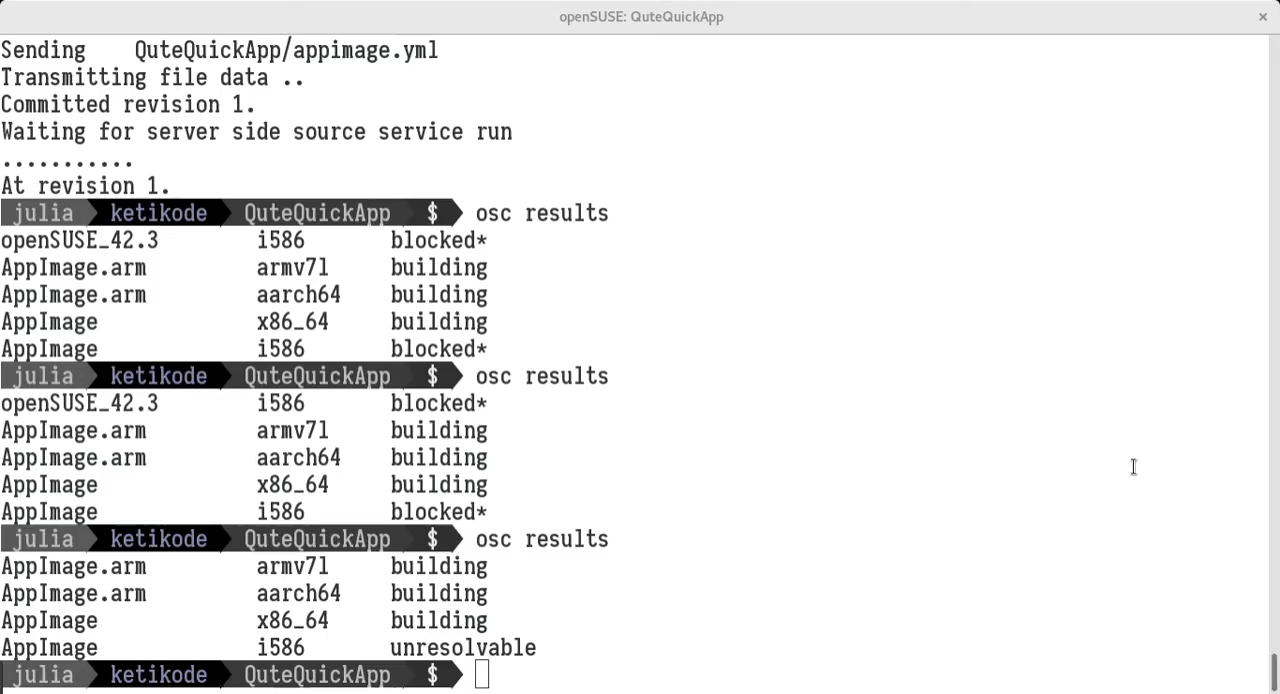 openSUSE: QuteQuickApp ×
Sending    QuteQuickApp/appimage.yml
Transmitting file data ..
Committed revision 1.
Waiting for server side source service run
...........
At revision 1.
julia ketikode QuteQuickApp $ osc results
openSUSE_42.3        i586       blocked*
AppImage.arm         armv7l     building
AppImage.arm         aarch64    building
AppImage             x86_64     building
AppImage             i586       blocked*
julia ketikode QuteQuickApp $ osc results
openSUSE_42.3        i586       blocked*
AppImage.arm         armv7l     building
AppImage.arm         aarch64    building
AppImage             x86_64     building
AppImage             i586       blocked*
julia ketikode QuteQuickApp $ osc results
AppImage.arm         armv7l     building
AppImage.arm         aarch64    building
AppImage             x86_64     building
AppImage             i586       unresolvable
julia ketikode QuteQuickApp $